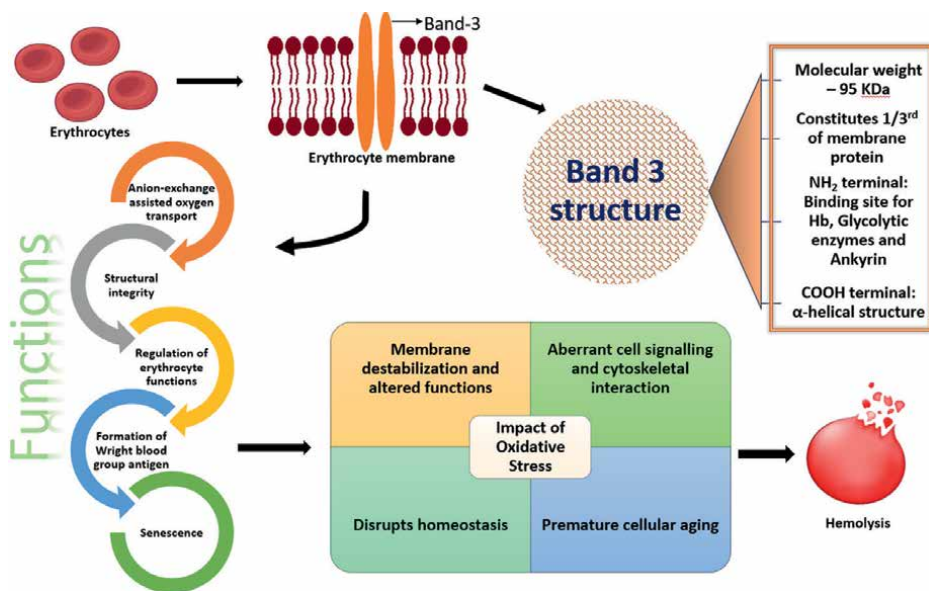 Band-3
Erythrocytes
Erythrocyte membrane
Band 3
structure
Molecular weight
– 95 KDa
Constitutes 1/3rd
of membrane
protein
NH₂ terminal:
Binding site for
Hb, Glycolytic
enzymes and
Ankyrin
COOH terminal:
α-helical structure
Functions
Anion-exchange
assisted oxygen
transport
Structural
integrity
Regulation of
erythrocyte
functions
Formation of
Wright blood
group antigen
Senescence
Membrane
destabilization and
altered functions
Aberrant cell signalling
and cytoskeletal
interaction
Impact of
Oxidative
Stress
Disrupts homeostasis
Premature cellular aging
Hemolysis